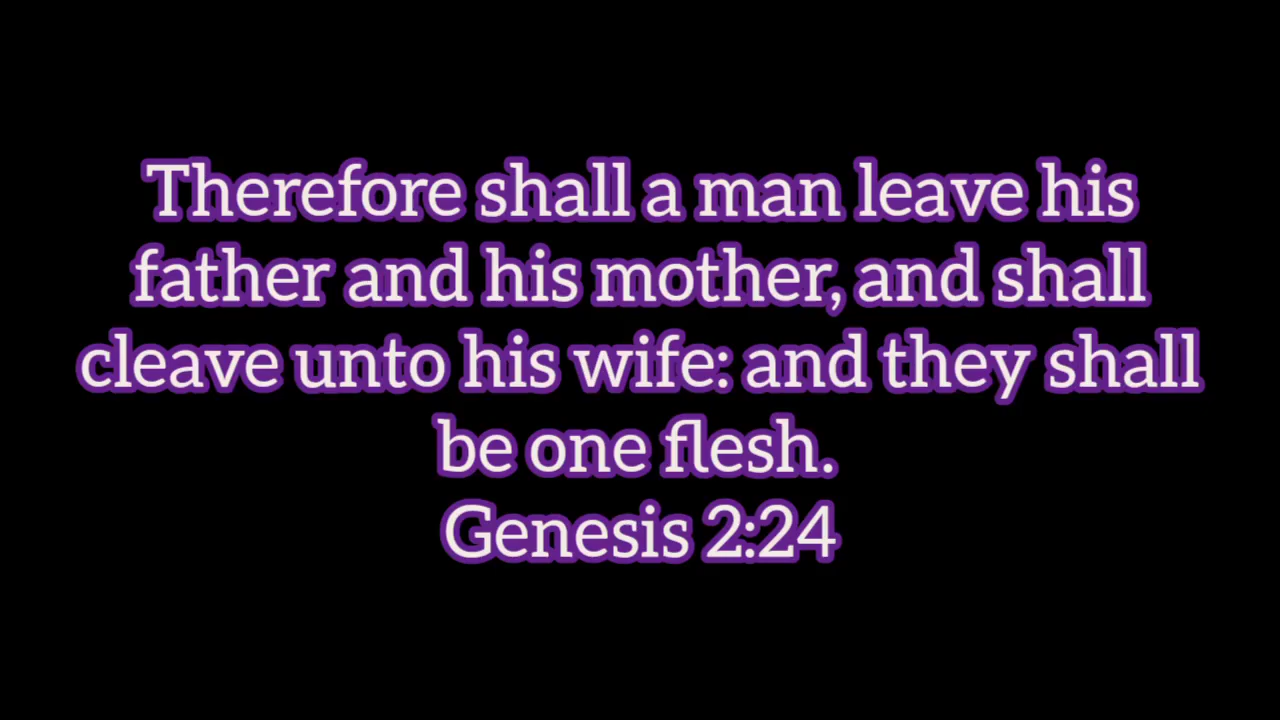 Therefore shall a man leave his
father and his mother, and shall
cleave unto his wife: and they shall
be one flesh.
Genesis 2:24